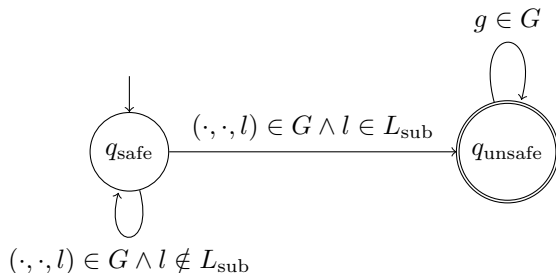 g ∈ G
(·, ·, l) ∈ G ∧ l ∈ L_sub
q_safe
q_unsafe
(·, ·, l) ∈ G ∧ l ∉ L_sub